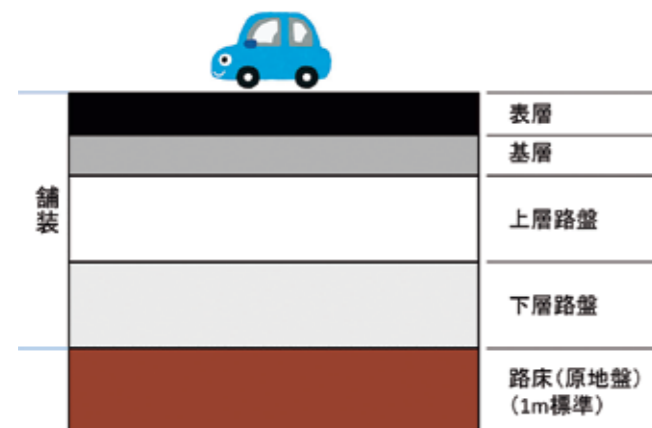 舗装
表層
基層
上層路盤
下層路盤
路床（原地盤）
（1m標準）